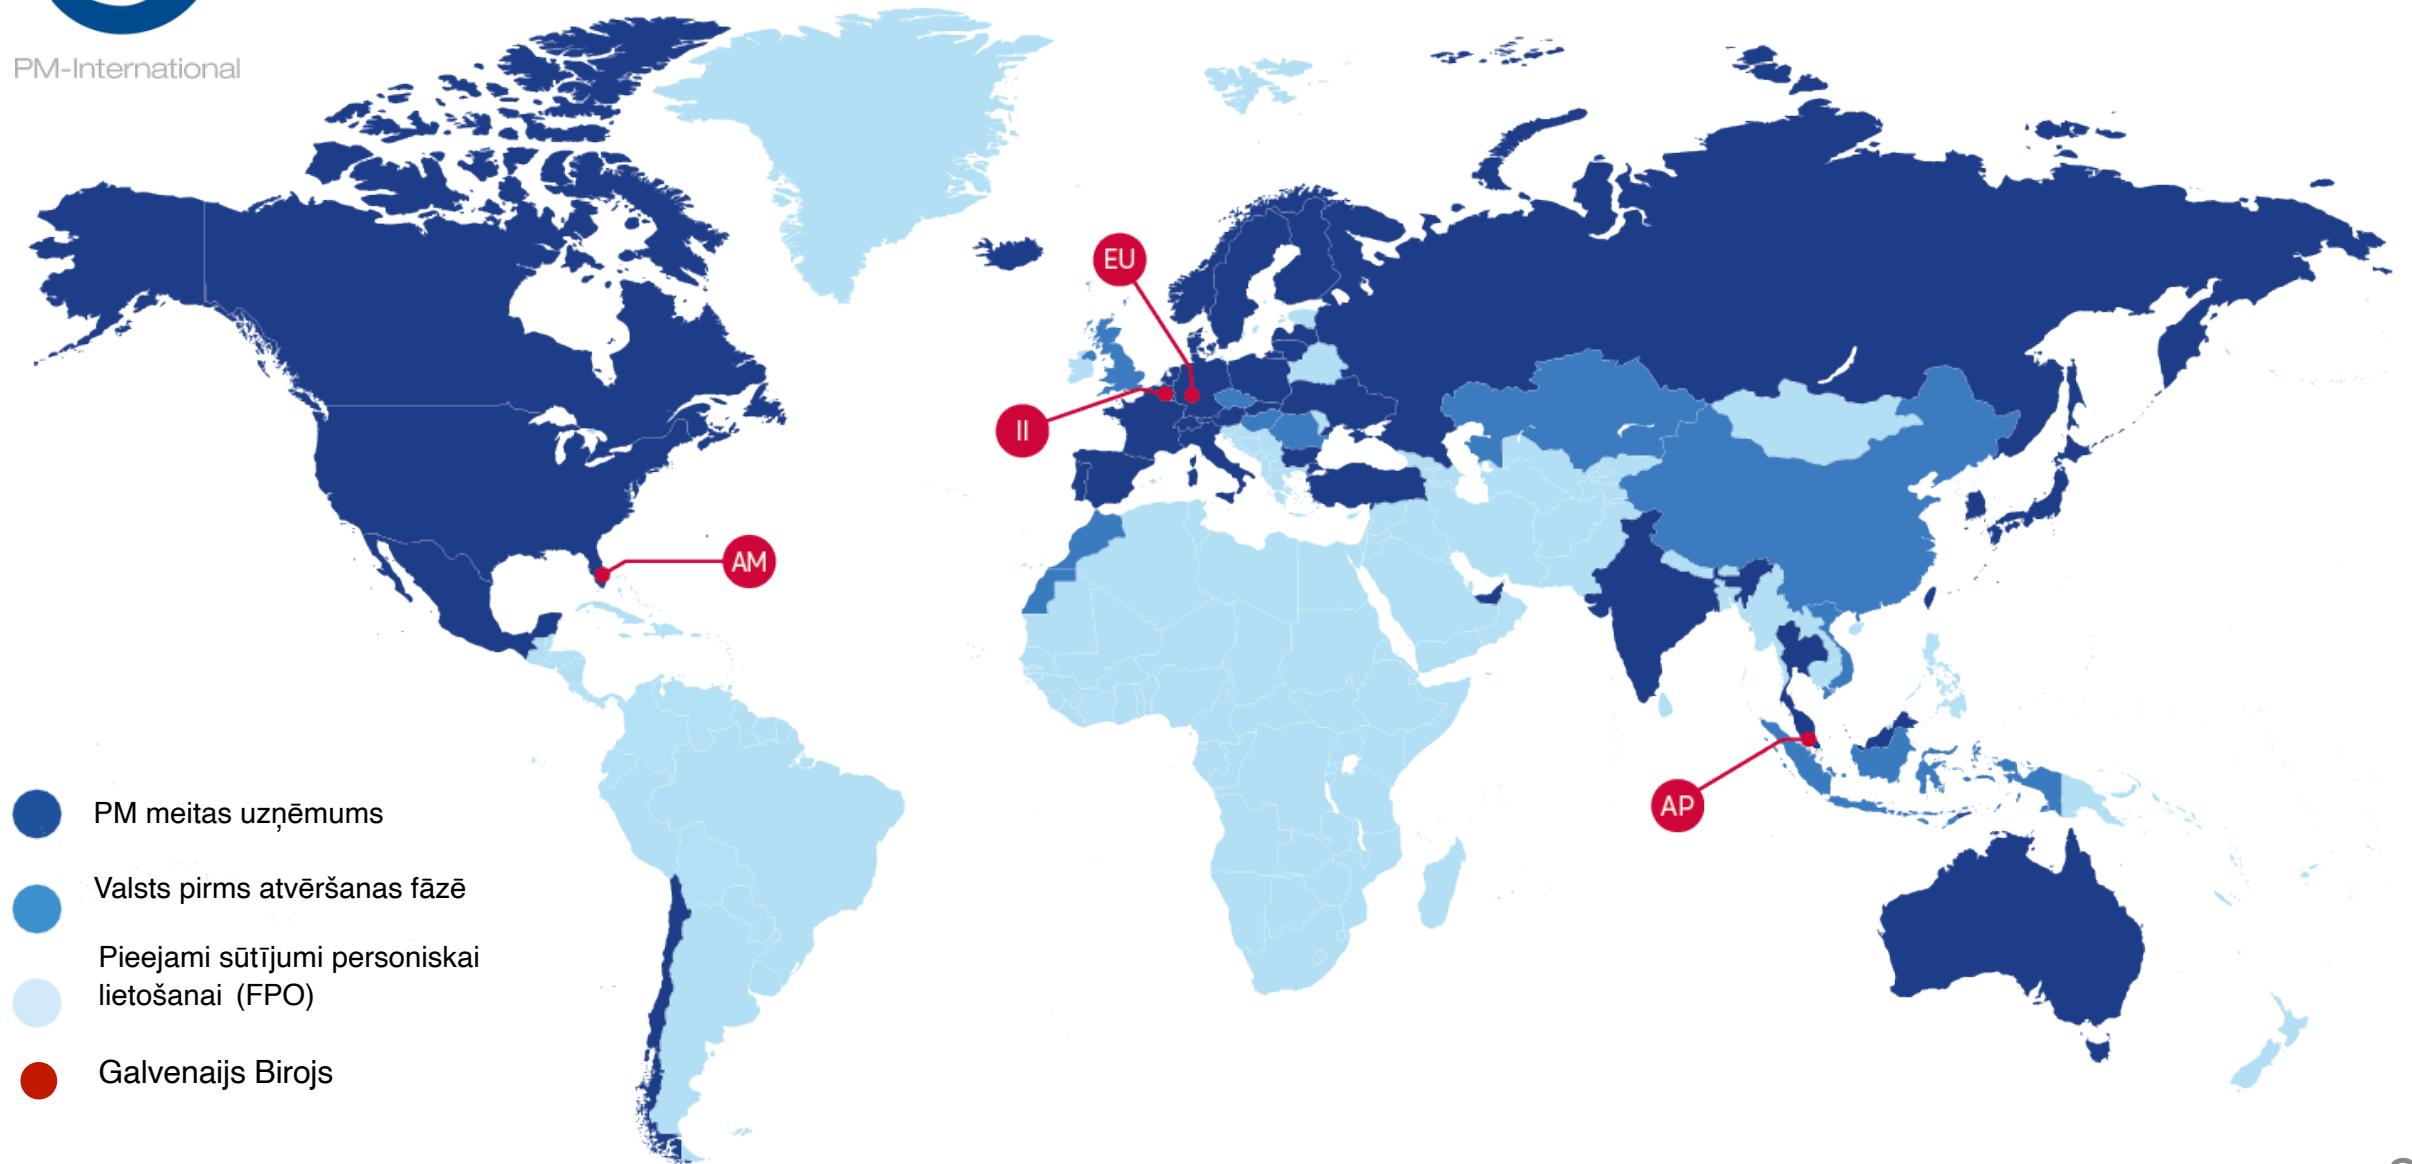 PM-International
EU
II
AM
AP
PM meitas uzņēmums
Valsts pirms atvēršanas fāzē
Pieejami sūtījumi personiskai
lietošanai (FPO)
Galvenaijs Birojs